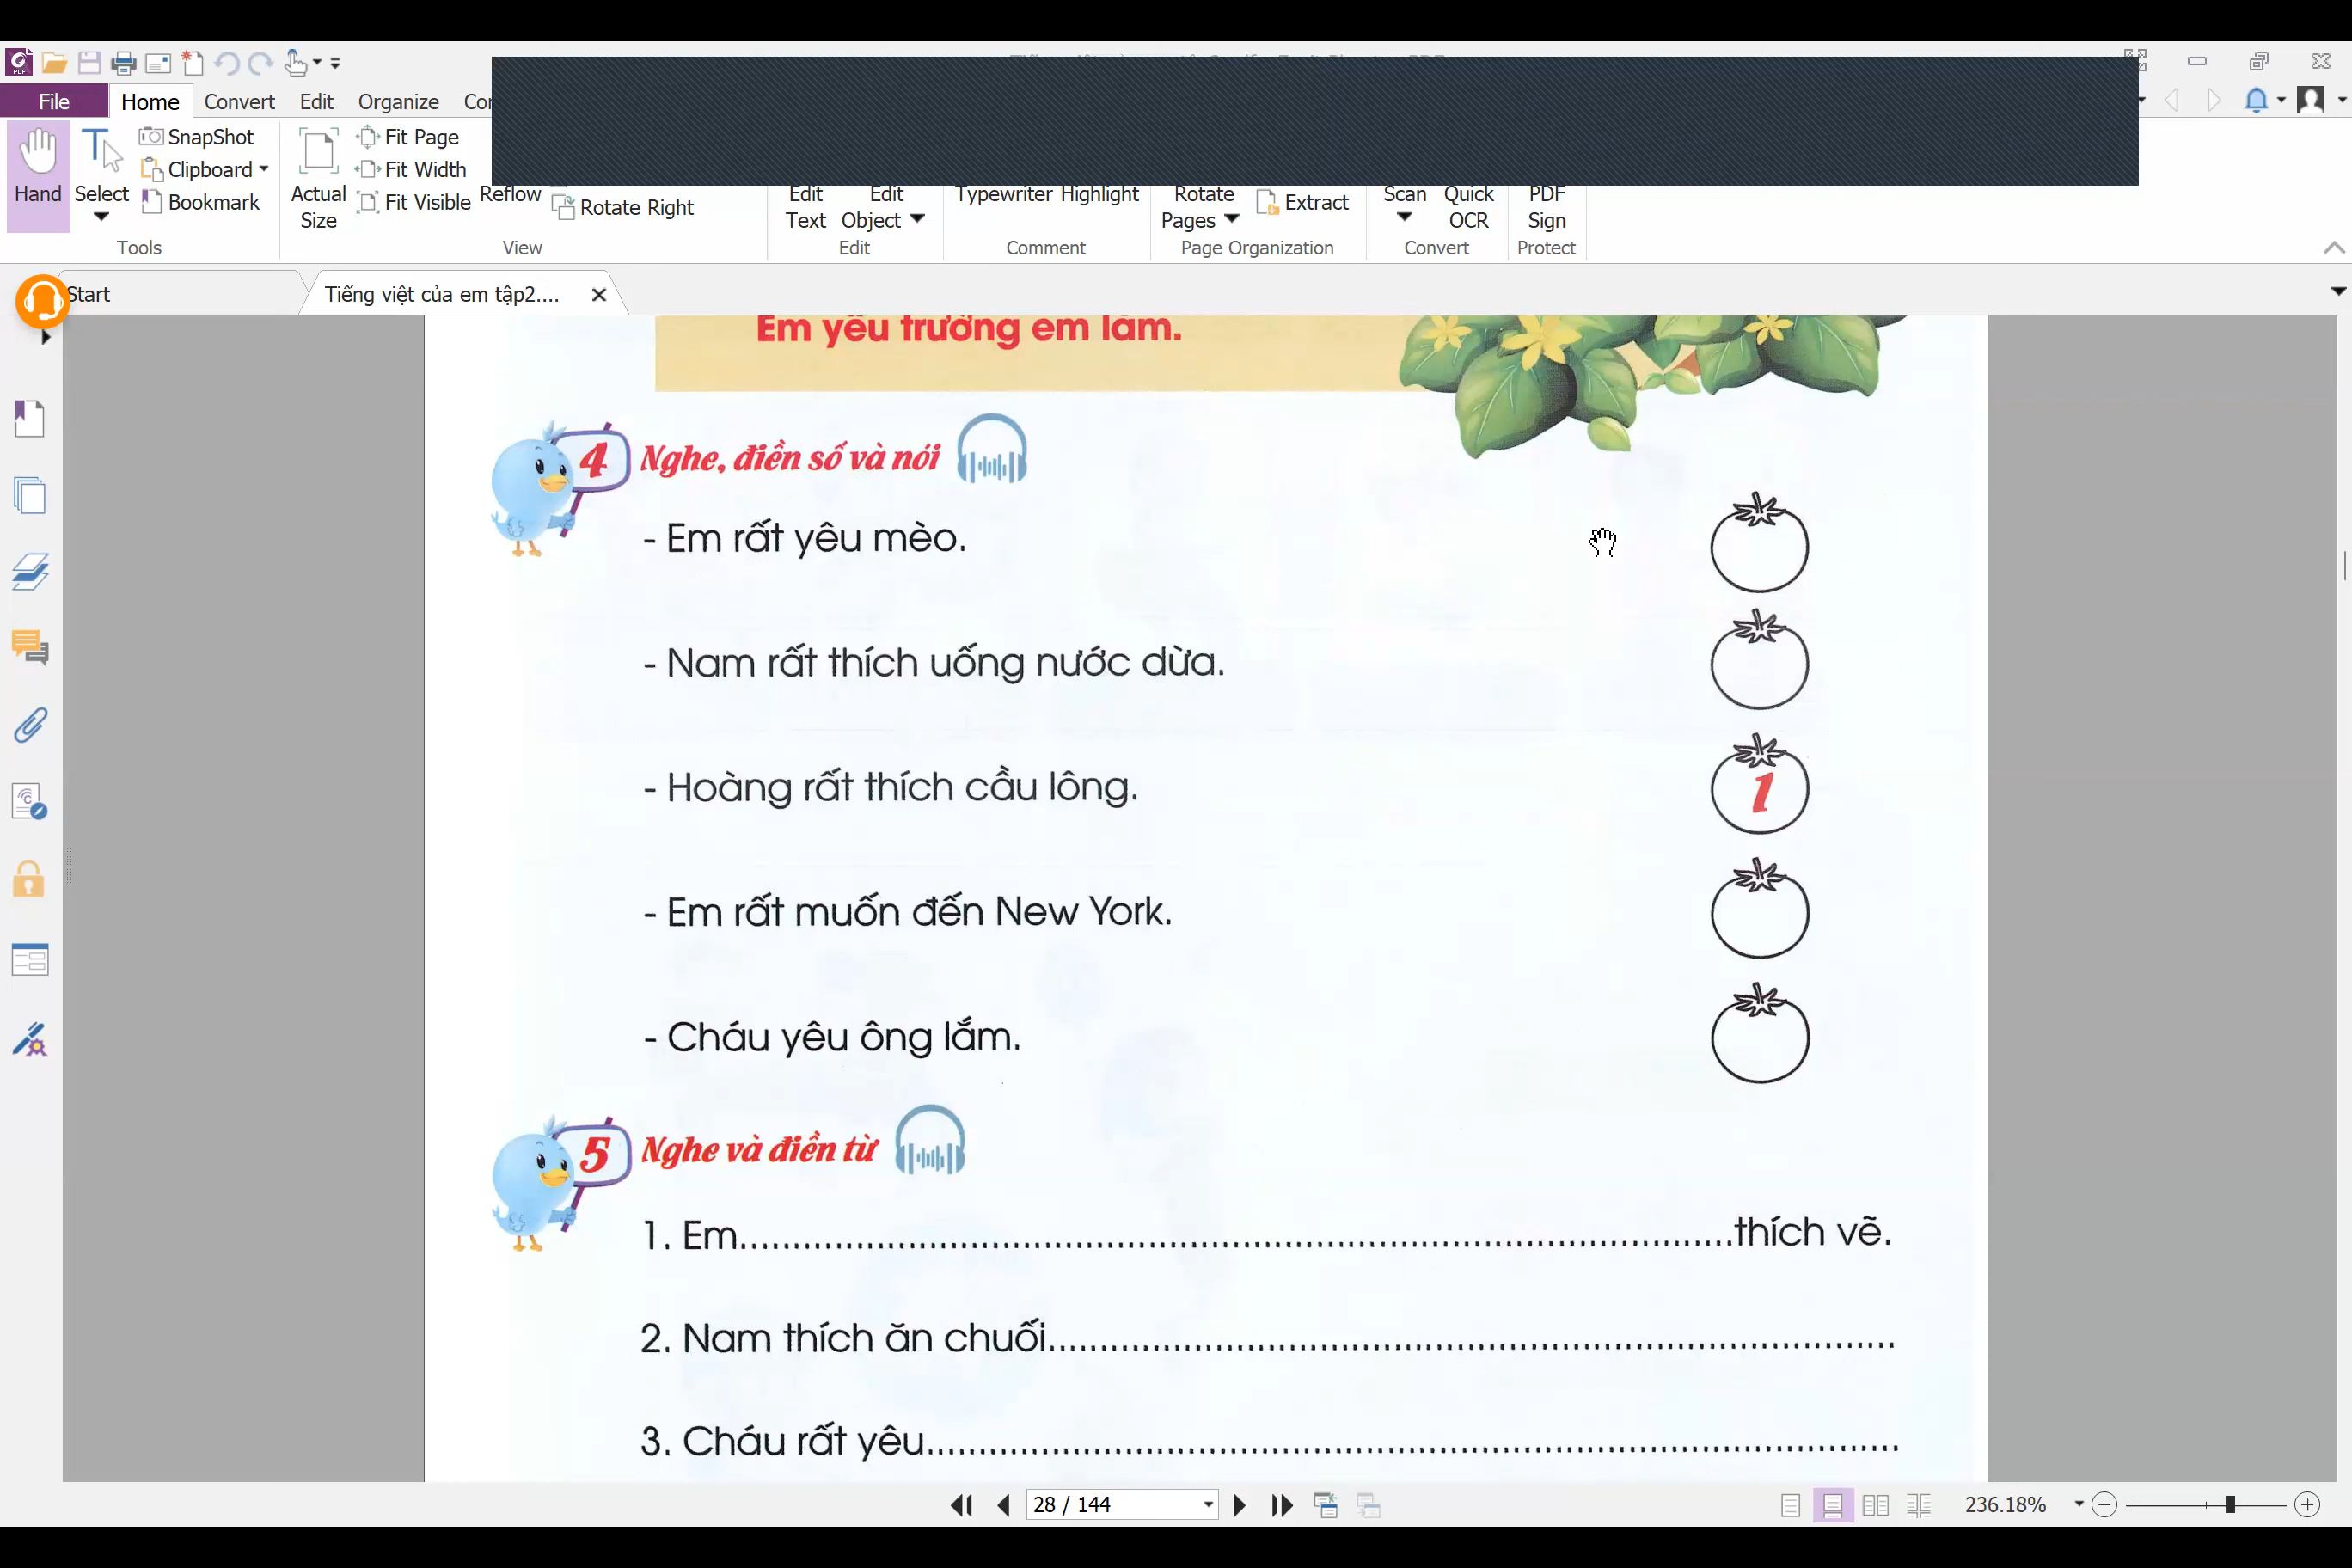 File Home Convert Edit Organize
SnapShot
Clipboard
Bookmark
Hand Select
Actual Size
Fit Page
Fit Width
Fit Visible
Reflow
Rotate Right
Edit Text
Edit Object
Typewriter Highlight
Rotate Pages
Extract
Scan
Quick OCR
PDF Sign
Tools View Edit Comment Page Organization Convert Protect
Start Tiếng việt của em tập2....
Em yêu trường em lắm.
4 Nghe, điền số và nói
- Em rất yêu mèo.
- Nam rất thích uống nước dừa.
- Hoàng rất thích cầu lông.
1
- Em rất muốn đến New York.
- Cháu yêu ông lắm.
5 Nghe và điền từ
1. Em.......................................................thích vẽ.
2. Nam thích ăn chuối.......................................................
3. Cháu rất yêu.......................................................
28 / 144
236.18%